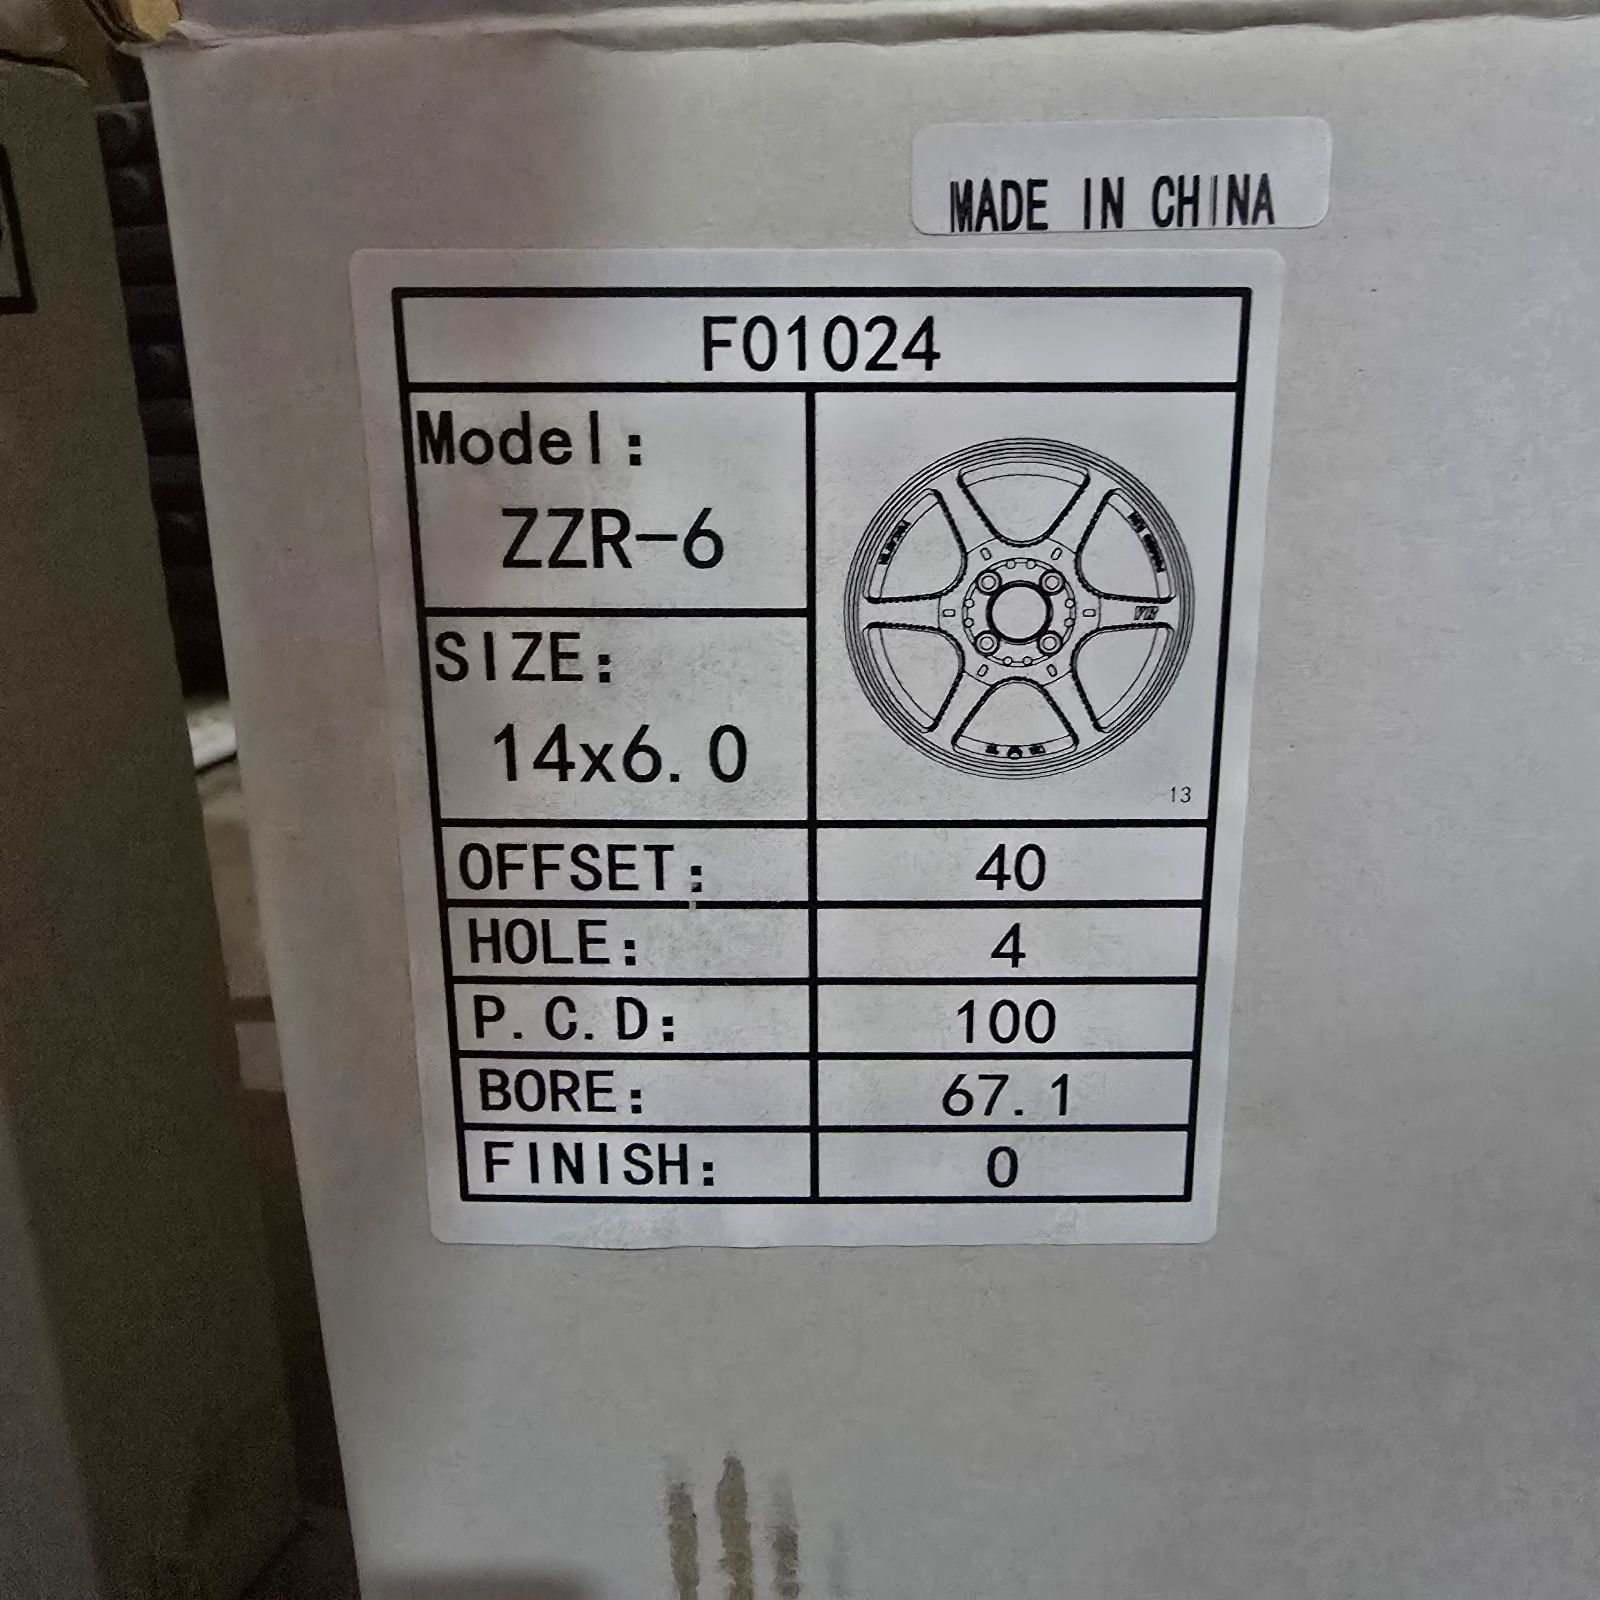 MADE IN CHINA
F01024
Model:
ZZR-6
SIZE:
14x6.0
13
OFFSET: 40
HOLE: 4
P.C.D: 100
BORE: 67.1
FINISH: 0